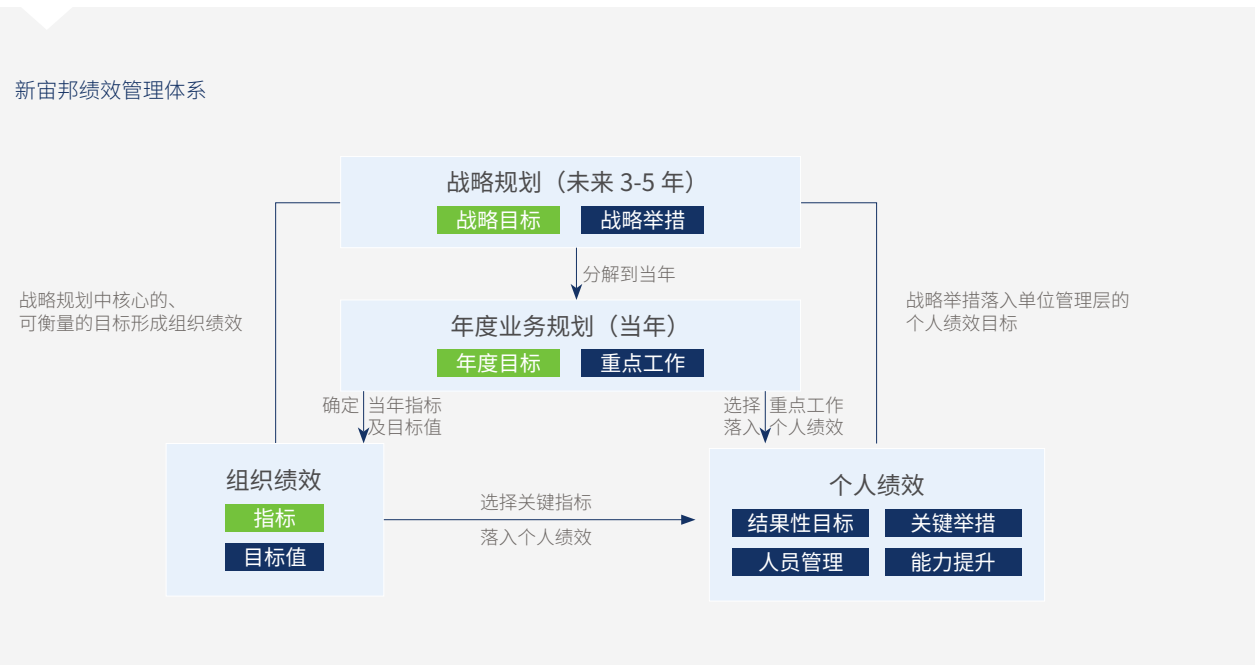 新宙邦绩效管理体系
战略规划（未来 3-5 年）
战略目标
战略举措
分解到当年
战略规划中核心的、
可衡量的目标形成组织绩效
战略举措落入单位管理层的
个人绩效目标
年度业务规划（当年）
年度目标
重点工作
确定 当年指标
及目标值
选择 重点工作
落入 个人绩效
组织绩效
指标
目标值
选择关键指标
落入个人绩效
个人绩效
结果性目标
关键举措
人员管理
能力提升